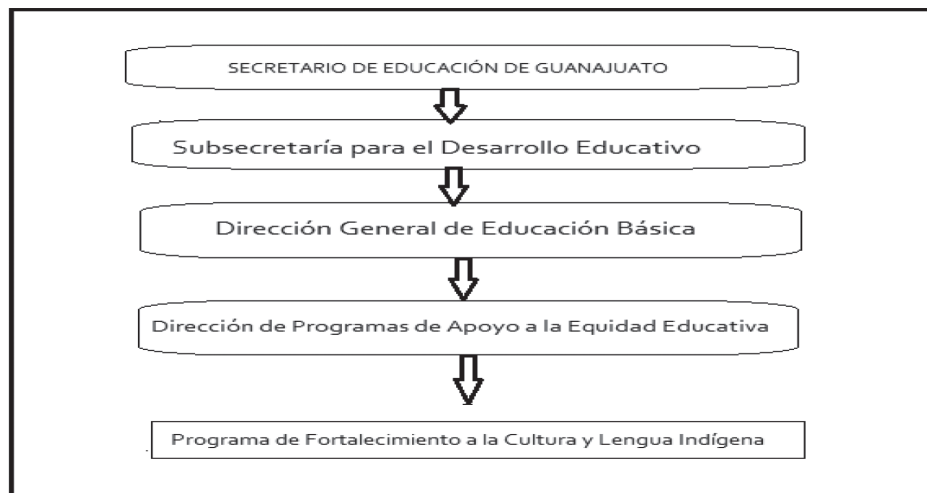 SECRETARIO DE EDUCACIÓN DE GUANAJUATO
Subsecretaría para el Desarrollo Educativo
Dirección General de Educación Básica
Dirección de Programas de Apoyo a la Equidad Educativa
Programa de Fortalecimiento a la Cultura y Lengua Indígena